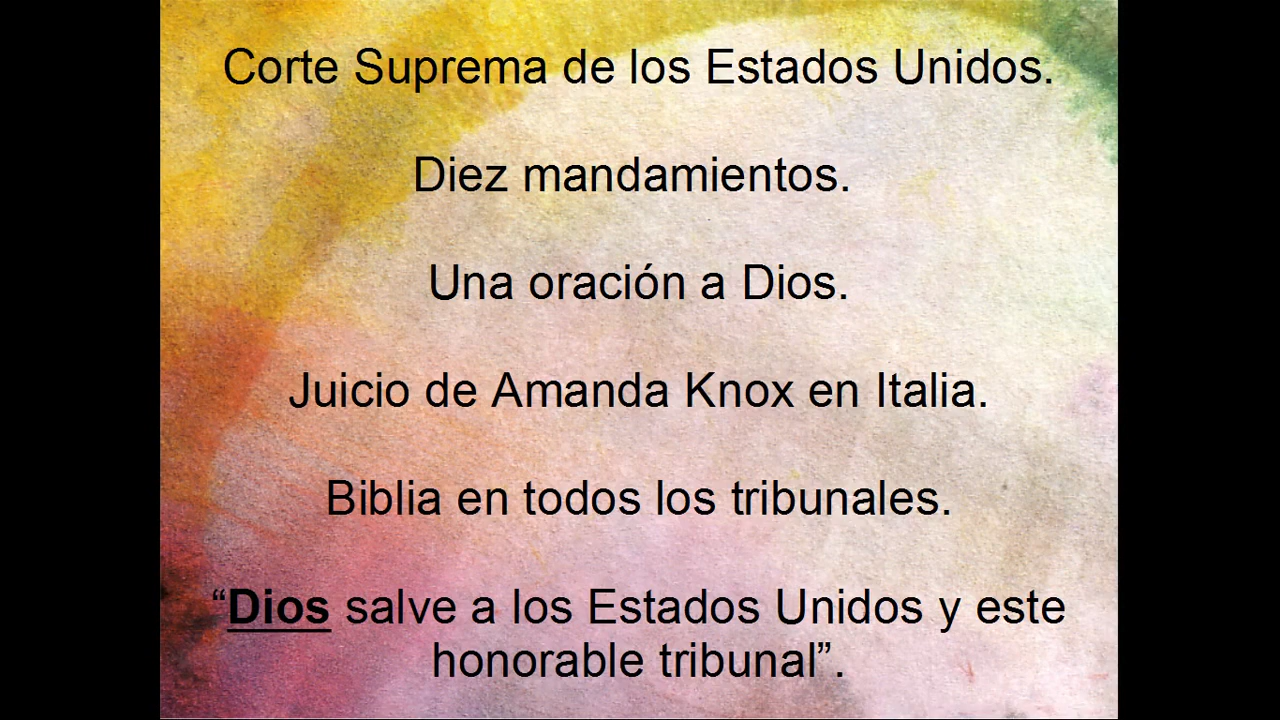 Corte Suprema de los Estados Unidos.
Diez mandamientos.
Una oración a Dios.
Juicio de Amanda Knox en Italia.
Biblia en todos los tribunales.
“Dios salve a los Estados Unidos y este
honorable tribunal”.